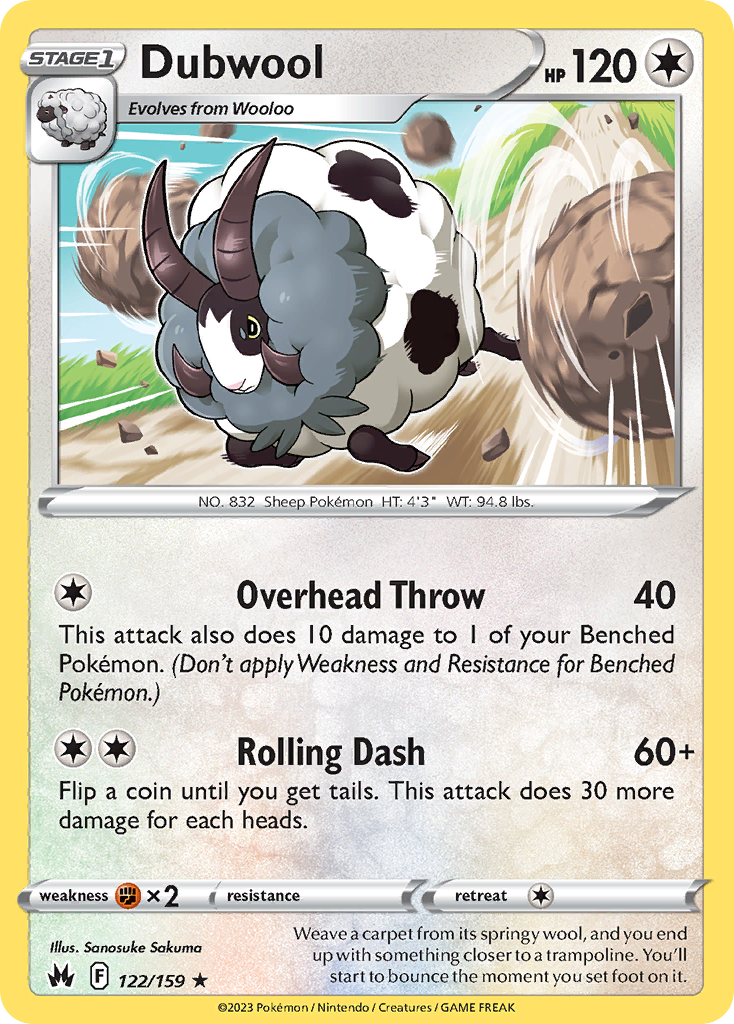 STAGE1
Dubwool
HP 120
Evolves from Wooloo
NO. 832 Sheep Pokémon HT: 4'3" WT: 94.8 lbs.
Overhead Throw 40
This attack also does 10 damage to 1 of your Benched
Pokémon. (Don't apply Weakness and Resistance for Benched
Pokémon.)
Rolling Dash 60+
Flip a coin until you get tails. This attack does 30 more
damage for each heads.
weakness ×2 resistance retreat
Illus. Sanosuke Sakuma
Weave a carpet from its springy wool, and you end
up with something closer to a trampoline. You'll
start to bounce the moment you set foot on it.
F 122/159 ★
©2023 Pokémon / Nintendo / Creatures / GAME FREAK